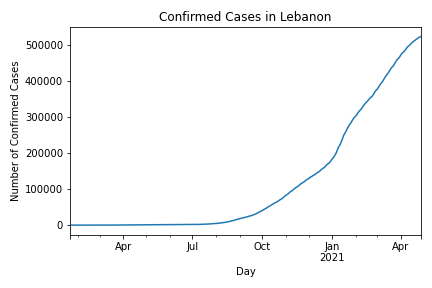 Confirmed Cases in Lebanon
Number of Confirmed Cases
500000
400000
300000
200000
100000
0
Apr Jul Oct Jan Apr
2021
Day